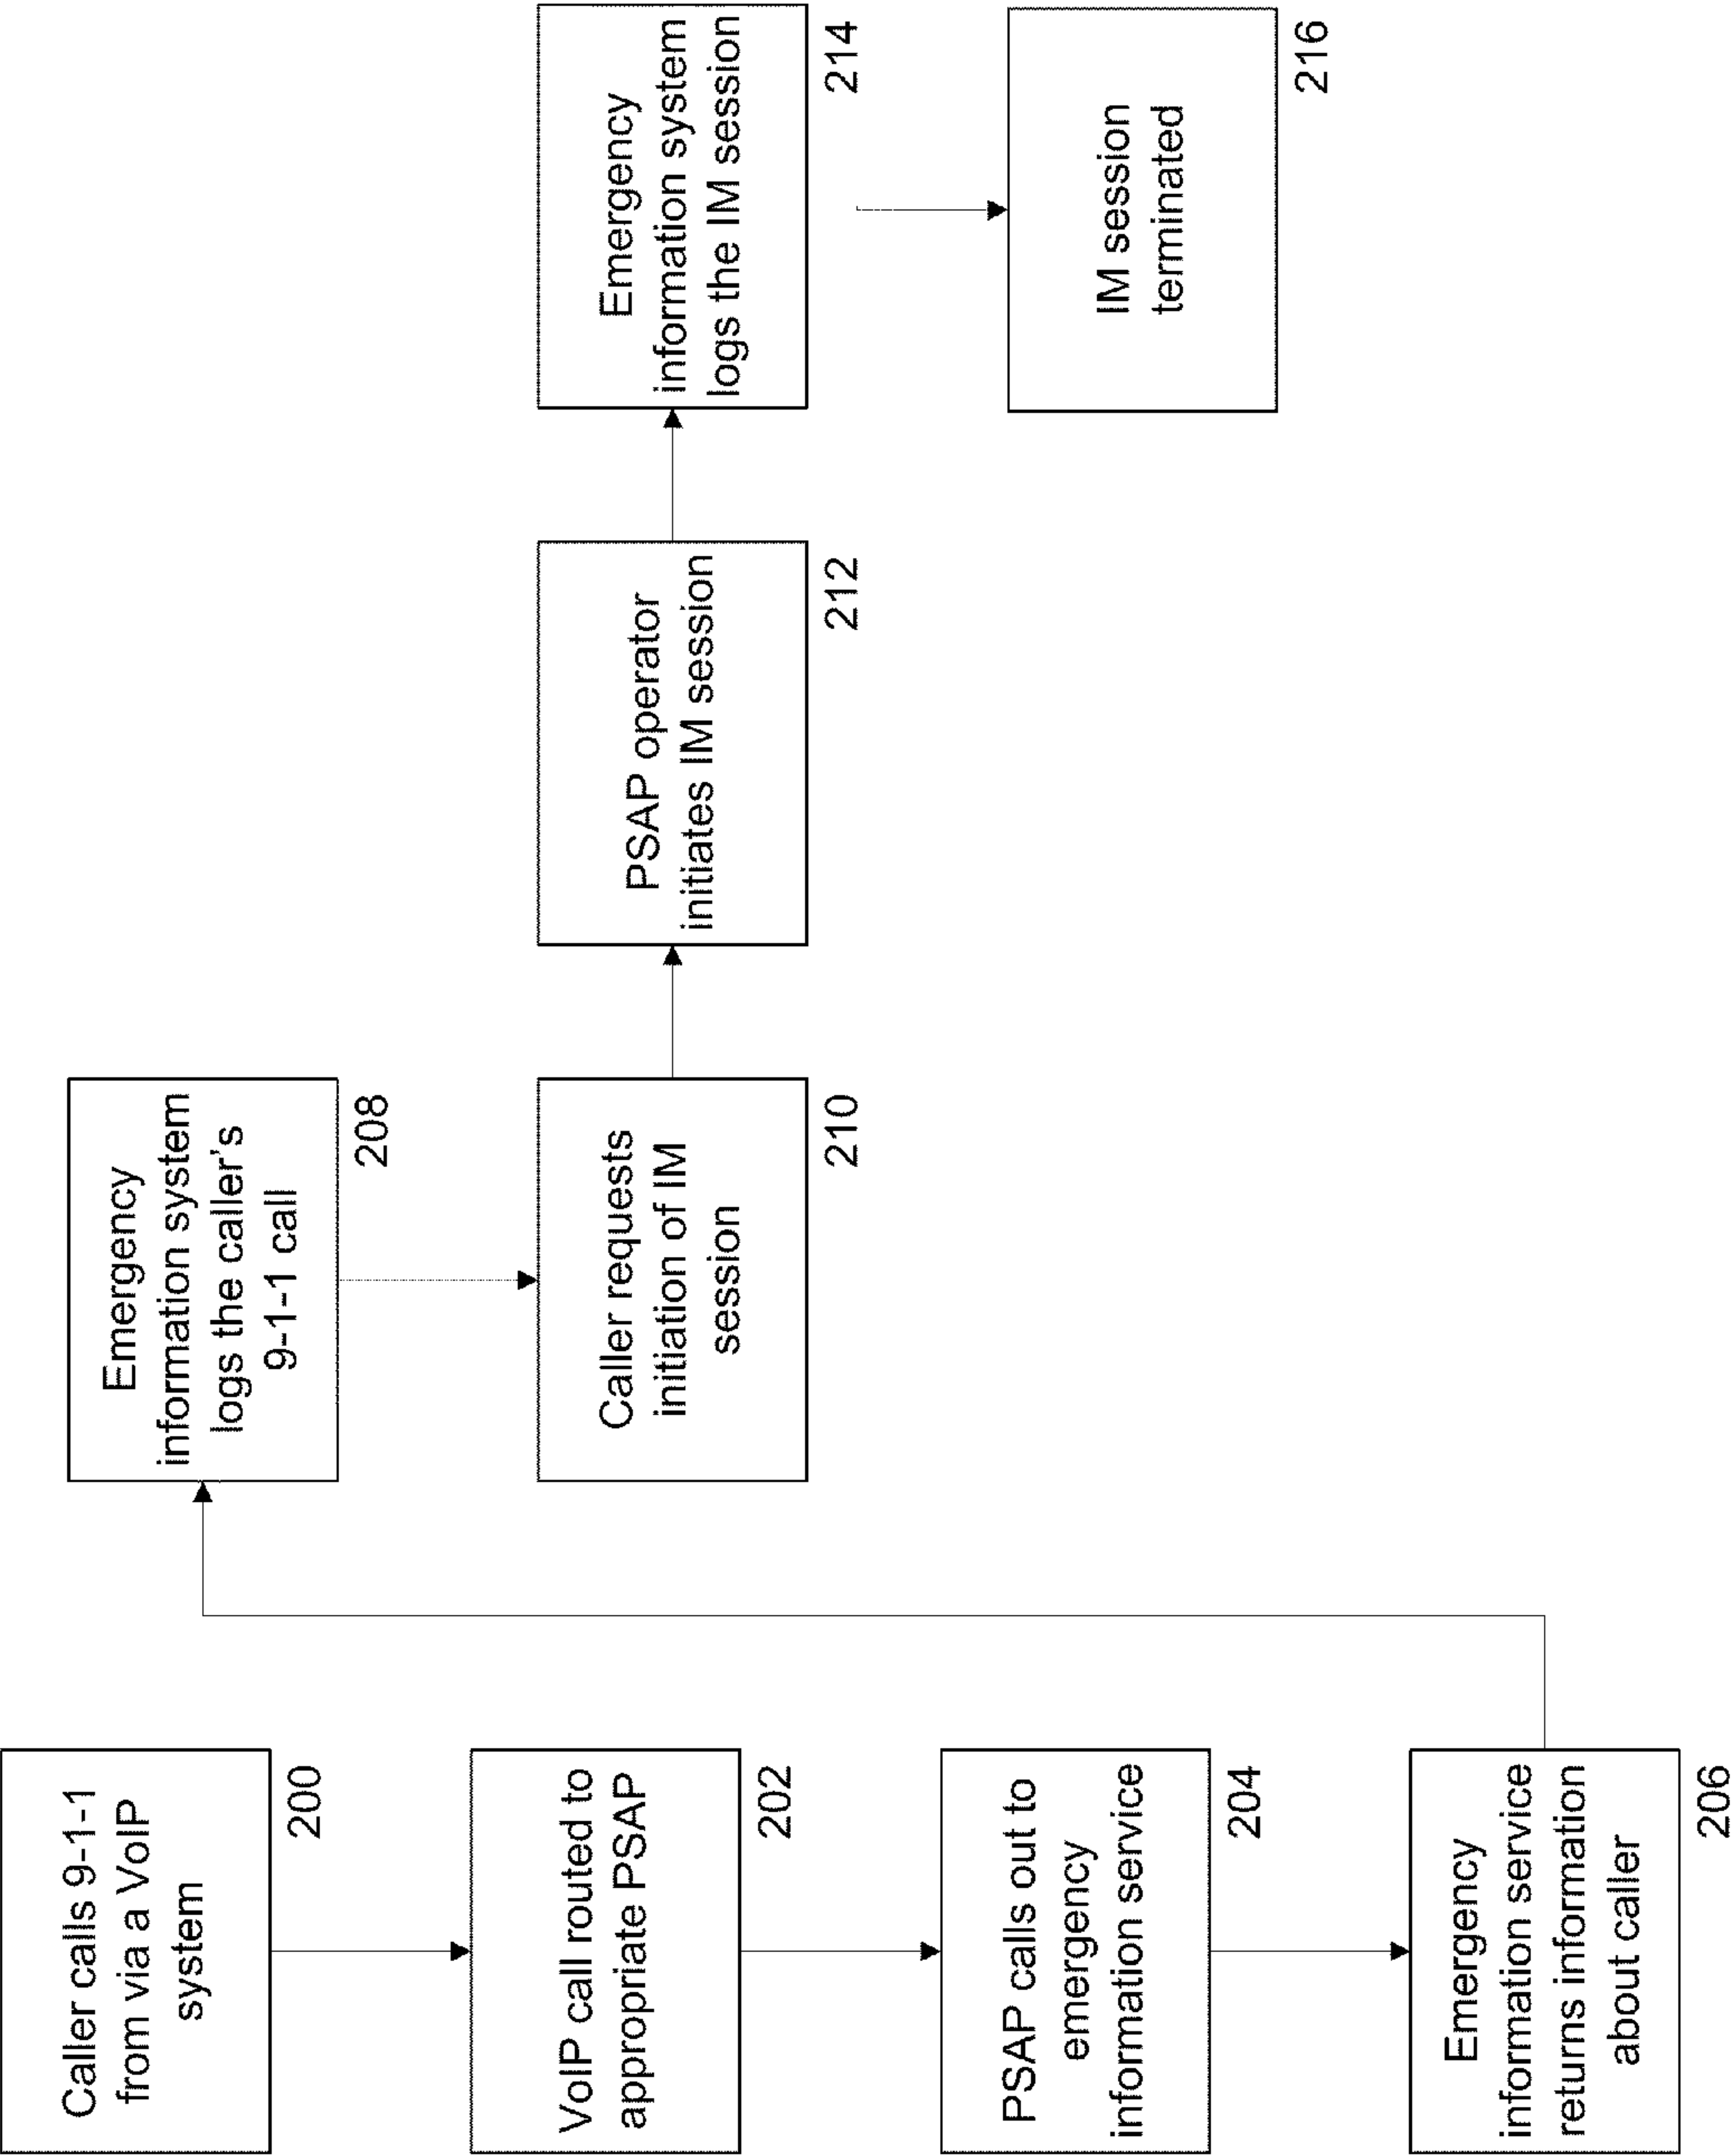 Caller calls 9-1-1
from via a VoIP
system
200
VoIP call routed to
appropriate PSAP
202
PSAP calls out to
emergency
information service
204
Emergency
information service
returns information
about caller
206
Emergency
information system
logs the caller's
9-1-1 call
208
Caller requests
initiation of IM
session
210
PSAP operator
initiates IM session
212
Emergency
information system
logs the IM session
214
IM session
terminated
216